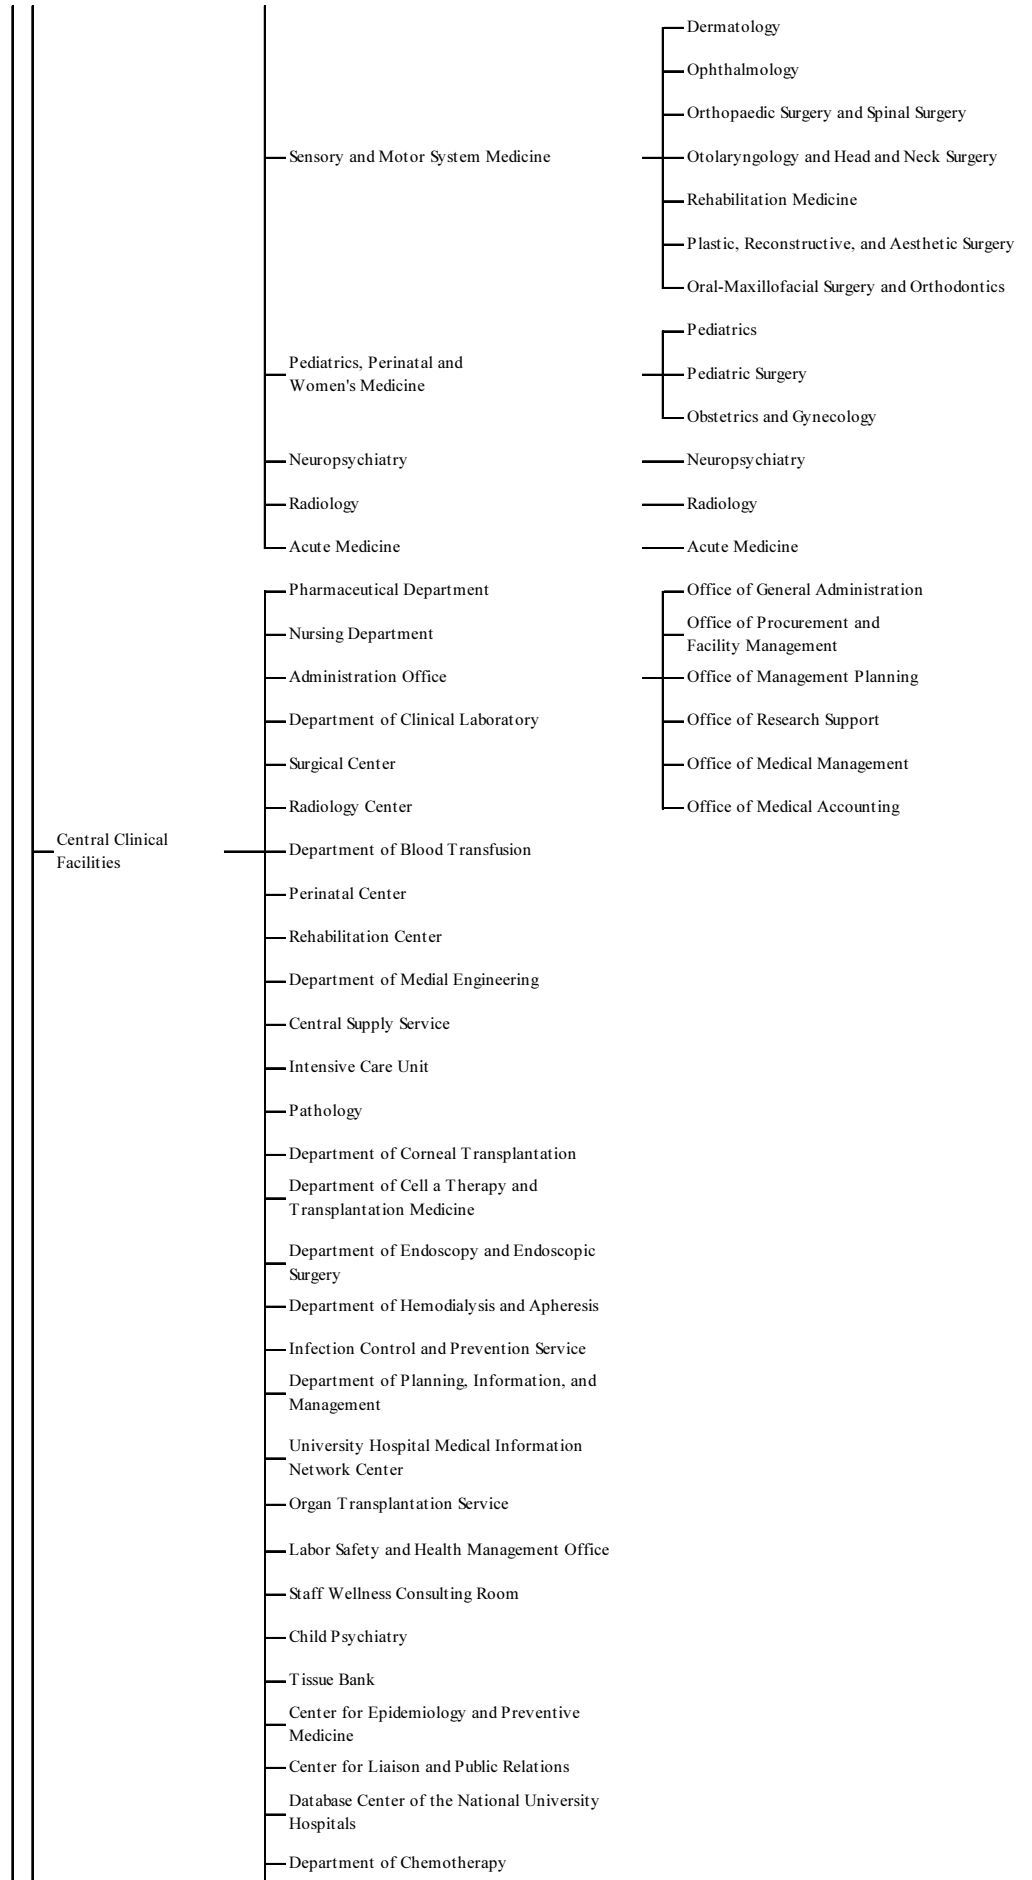 Dermatology
Ophthalmology
Orthopaedic Surgery and Spinal Surgery
Sensory and Motor System Medicine
Otolaryngology and Head and Neck Surgery
Rehabilitation Medicine
Plastic, Reconstructive, and Aesthetic Surgery
Oral-Maxillofacial Surgery and Orthodontics
Pediatrics, Perinatal and
Women's Medicine
Pediatrics
Pediatric Surgery
Obstetrics and Gynecology
Neuropsychiatry
Neuropsychiatry
Radiology
Radiology
Acute Medicine
Acute Medicine
Central Clinical
Facilities
Pharmaceutical Department
Nursing Department
Administration Office
Office of General Administration
Office of Procurement and
Facility Management
Office of Management Planning
Office of Research Support
Office of Medical Management
Office of Medical Accounting
Department of Clinical Laboratory
Surgical Center
Radiology Center
Department of Blood Transfusion
Perinatal Center
Rehabilitation Center
Department of Medial Engineering
Central Supply Service
Intensive Care Unit
Pathology
Department of Corneal Transplantation
Department of Cell a Therapy and
Transplantation Medicine
Department of Endoscopy and Endoscopic
Surgery
Department of Hemodialysis and Apheresis
Infection Control and Prevention Service
Department of Planning, Information, and
Management
University Hospital Medical Information
Network Center
Organ Transplantation Service
Labor Safety and Health Management Office
Staff Wellness Consulting Room
Child Psychiatry
Tissue Bank
Center for Epidemiology and Preventive
Medicine
Center for Liaison and Public Relations
Database Center of the National University
Hospitals
Department of Chemotherapy